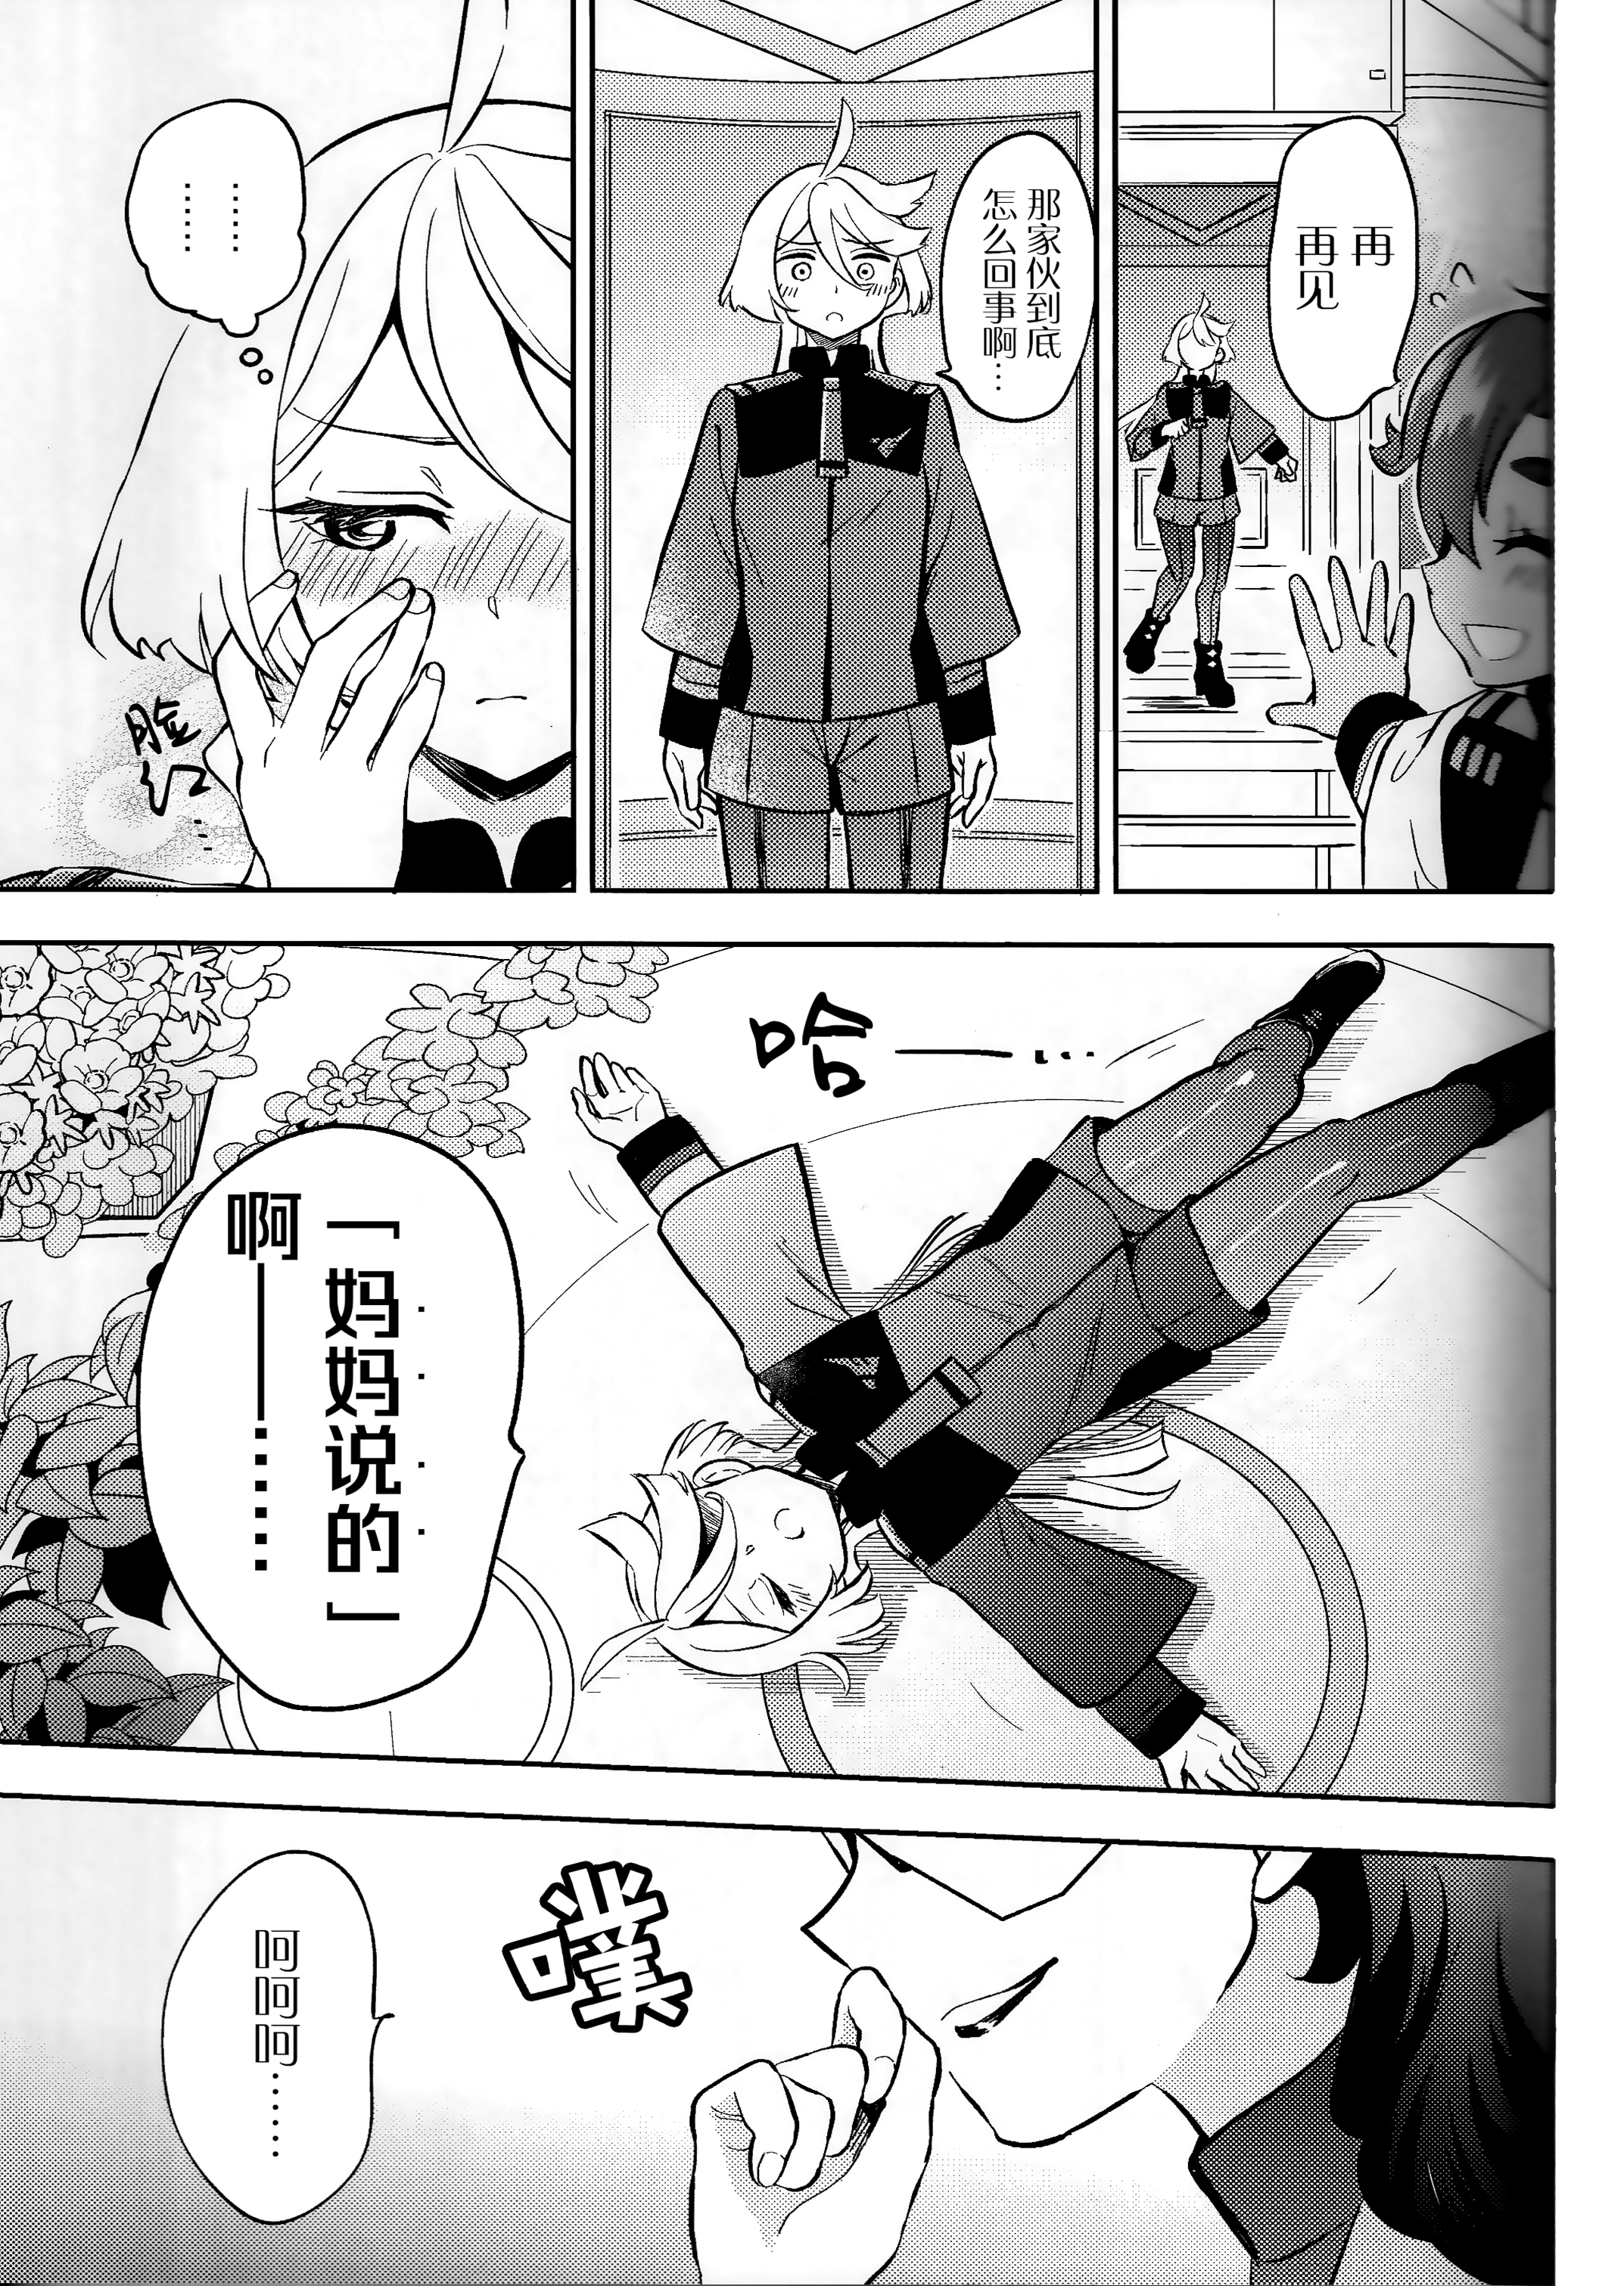 再
再见
那家伙到底
怎么回事啊…
……
……
脸红…
哈——…
「妈妈说的」
啊——……
噗
呵呵呵……